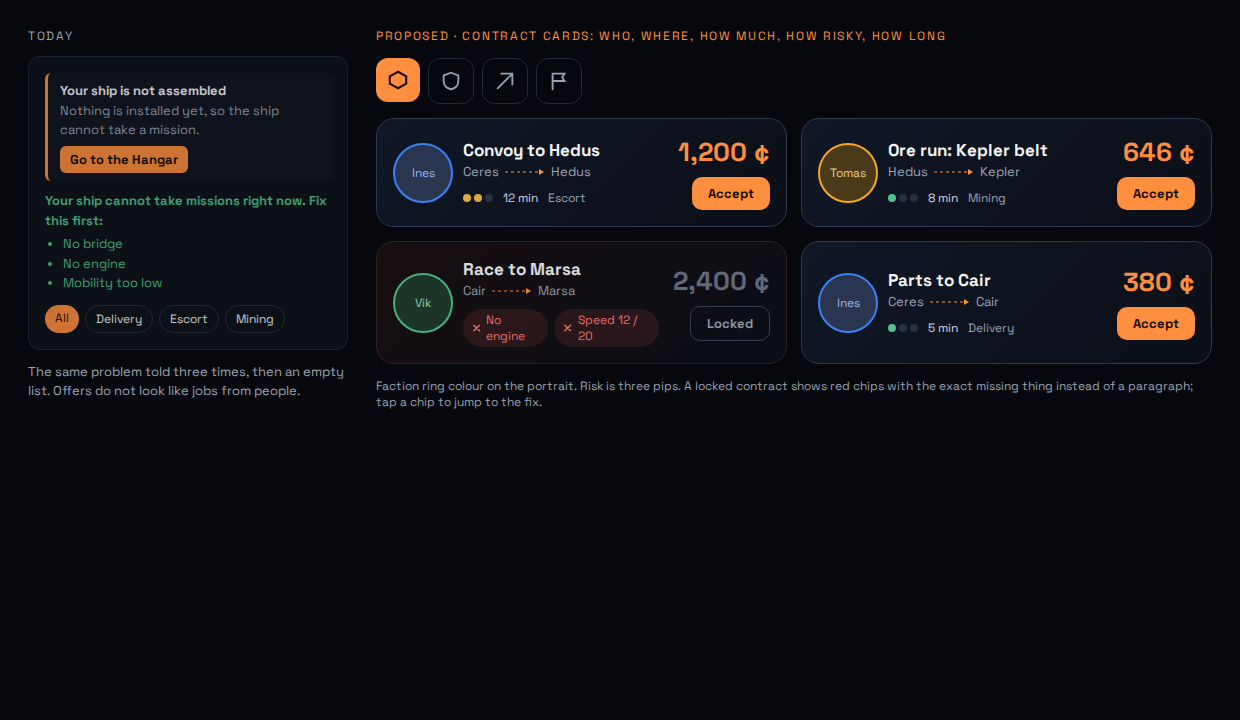 TODAY
Your ship is not assembled
Nothing is installed yet, so the ship
cannot take a mission.
Go to the Hangar
Your ship cannot take missions right now. Fix
this first:
• No bridge
• No engine
• Mobility too low
All Delivery Escort Mining
The same problem told three times, then an empty
list. Offers do not look like jobs from people.
PROPOSED · CONTRACT CARDS: WHO, WHERE, HOW MUCH, HOW RISKY, HOW LONG
Ines
Convoy to Hedus
Ceres Hedus
12 min Escort
1,200 ¢
Accept
Tomas
Ore run: Kepler belt
Hedus Kepler
8 min Mining
646 ¢
Accept
Vik
Race to Marsa
Cair Marsa
✕ No
engine
✕ Speed 12 /
20
2,400 ¢
Locked
Ines
Parts to Cair
Ceres Cair
5 min Delivery
380 ¢
Accept
Faction ring colour on the portrait. Risk is three pips. A locked contract shows red chips with the exact missing thing instead of a paragraph;
tap a chip to jump to the fix.